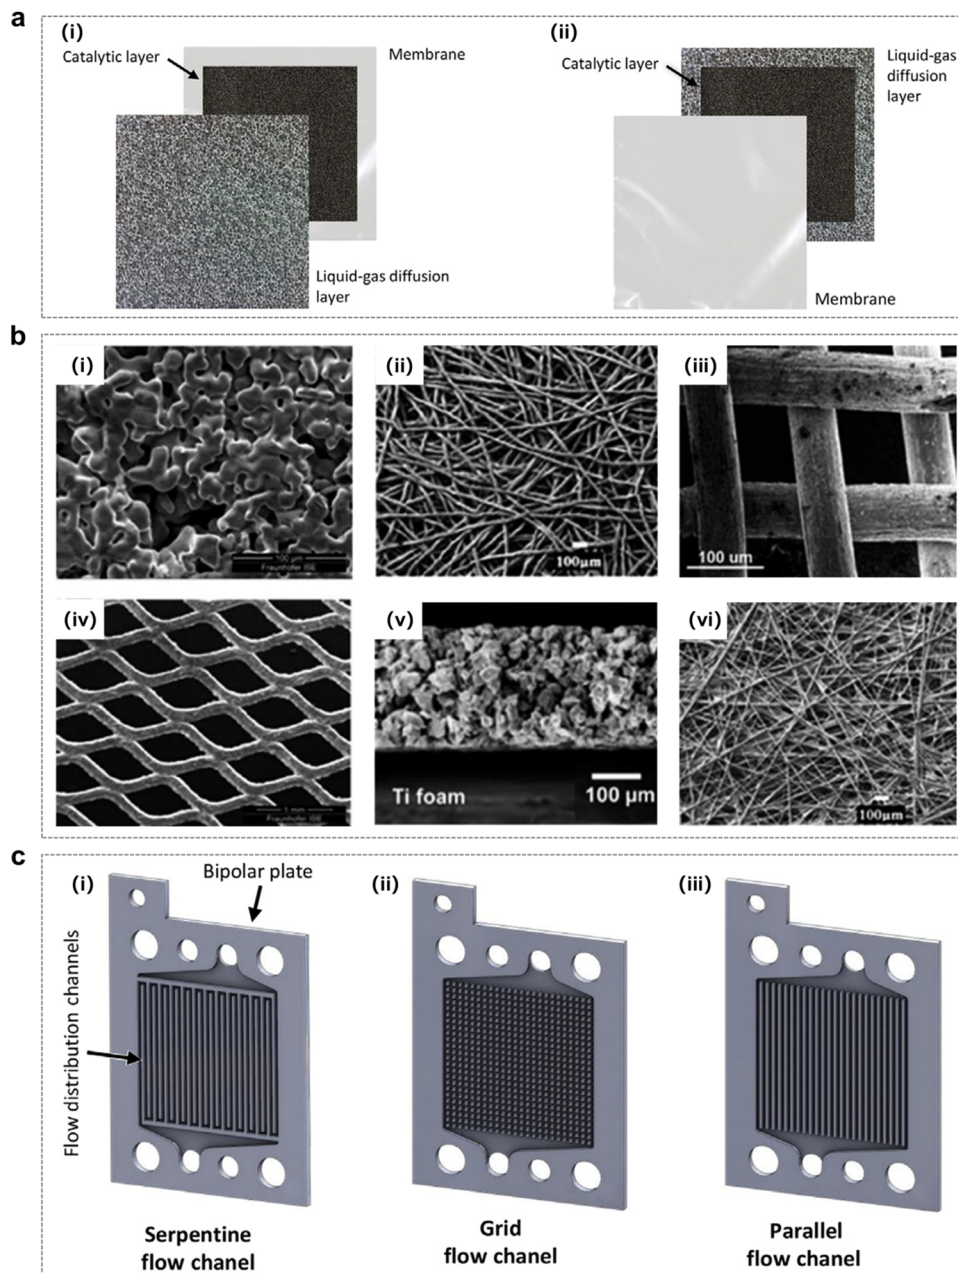 a
(i)
Catalytic layer
Membrane
Liquid-gas diffusion
layer
(ii)
Catalytic layer
Liquid-gas
diffusion
layer
Membrane
b
(i)
100 µm
Fraunhofer ISE
(ii)
100µm
(iii)
100 um
(iv)
1 mm
Fraunhofer ISE
(v)
Ti foam
100 µm
(vi)
100µm
c
(i)
Bipolar plate
Flow distribution channels
Serpentine
flow chanel
(ii)
Grid
flow chanel
(iii)
Parallel
flow chanel